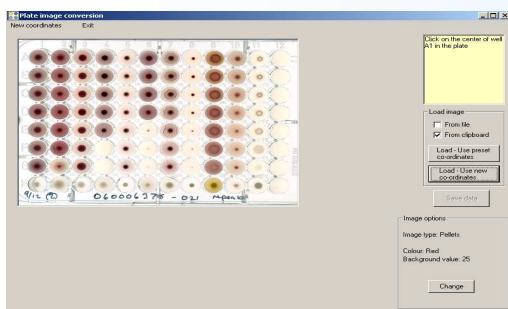 Plate image conversion
New coordinates Exit
Click on the center of well
A1 in the plate
Load image
From file
From clipboard
Load - Use preset
co-ordinates
Load - Use new
co-ordinates
Save data
Image options
Image type: Pellets
Colour: Red
Background value: 25
Change
9/12 (2) 060006378 - 021